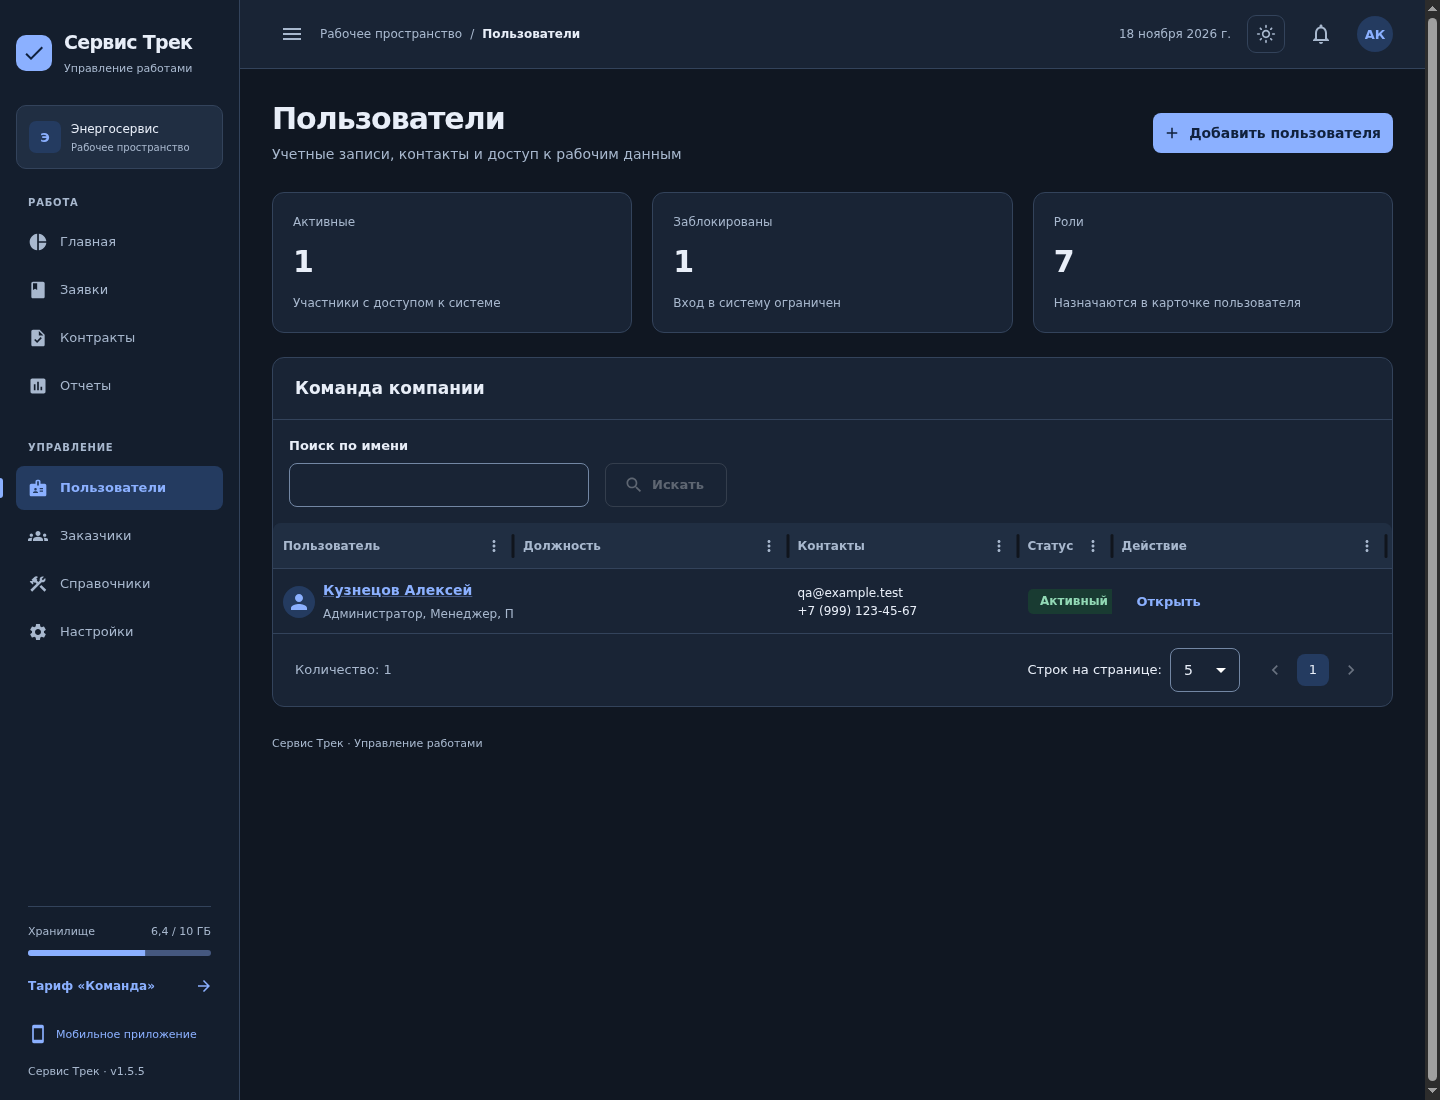 Сервис Трек
Управление работами
Э
Энергосервис
Рабочее пространство
РАБОТА
Главная
Заявки
Контракты
Отчеты
УПРАВЛЕНИЕ
Пользователи
Заказчики
Справочники
Настройки
Хранилище 6,4 / 10 ГБ
Тариф «Команда»
Мобильное приложение
Сервис Трек · v1.5.5
Рабочее пространство / Пользователи
18 ноября 2026 г.
АК
Пользователи
Учетные записи, контакты и доступ к рабочим данным
Добавить пользователя
Активные
1
Участники с доступом к системе
Заблокированы
1
Вход в систему ограничен
Роли
7
Назначаются в карточке пользователя
Команда компании
Поиск по имени
Искать
Пользователь Должность Контакты Статус Действие
Кузнецов Алексей
Администратор, Менеджер, П
qa@example.test
+7 (999) 123-45-67
Активный
Открыть
Количество: 1
Строк на странице: 5
1
Сервис Трек · Управление работами